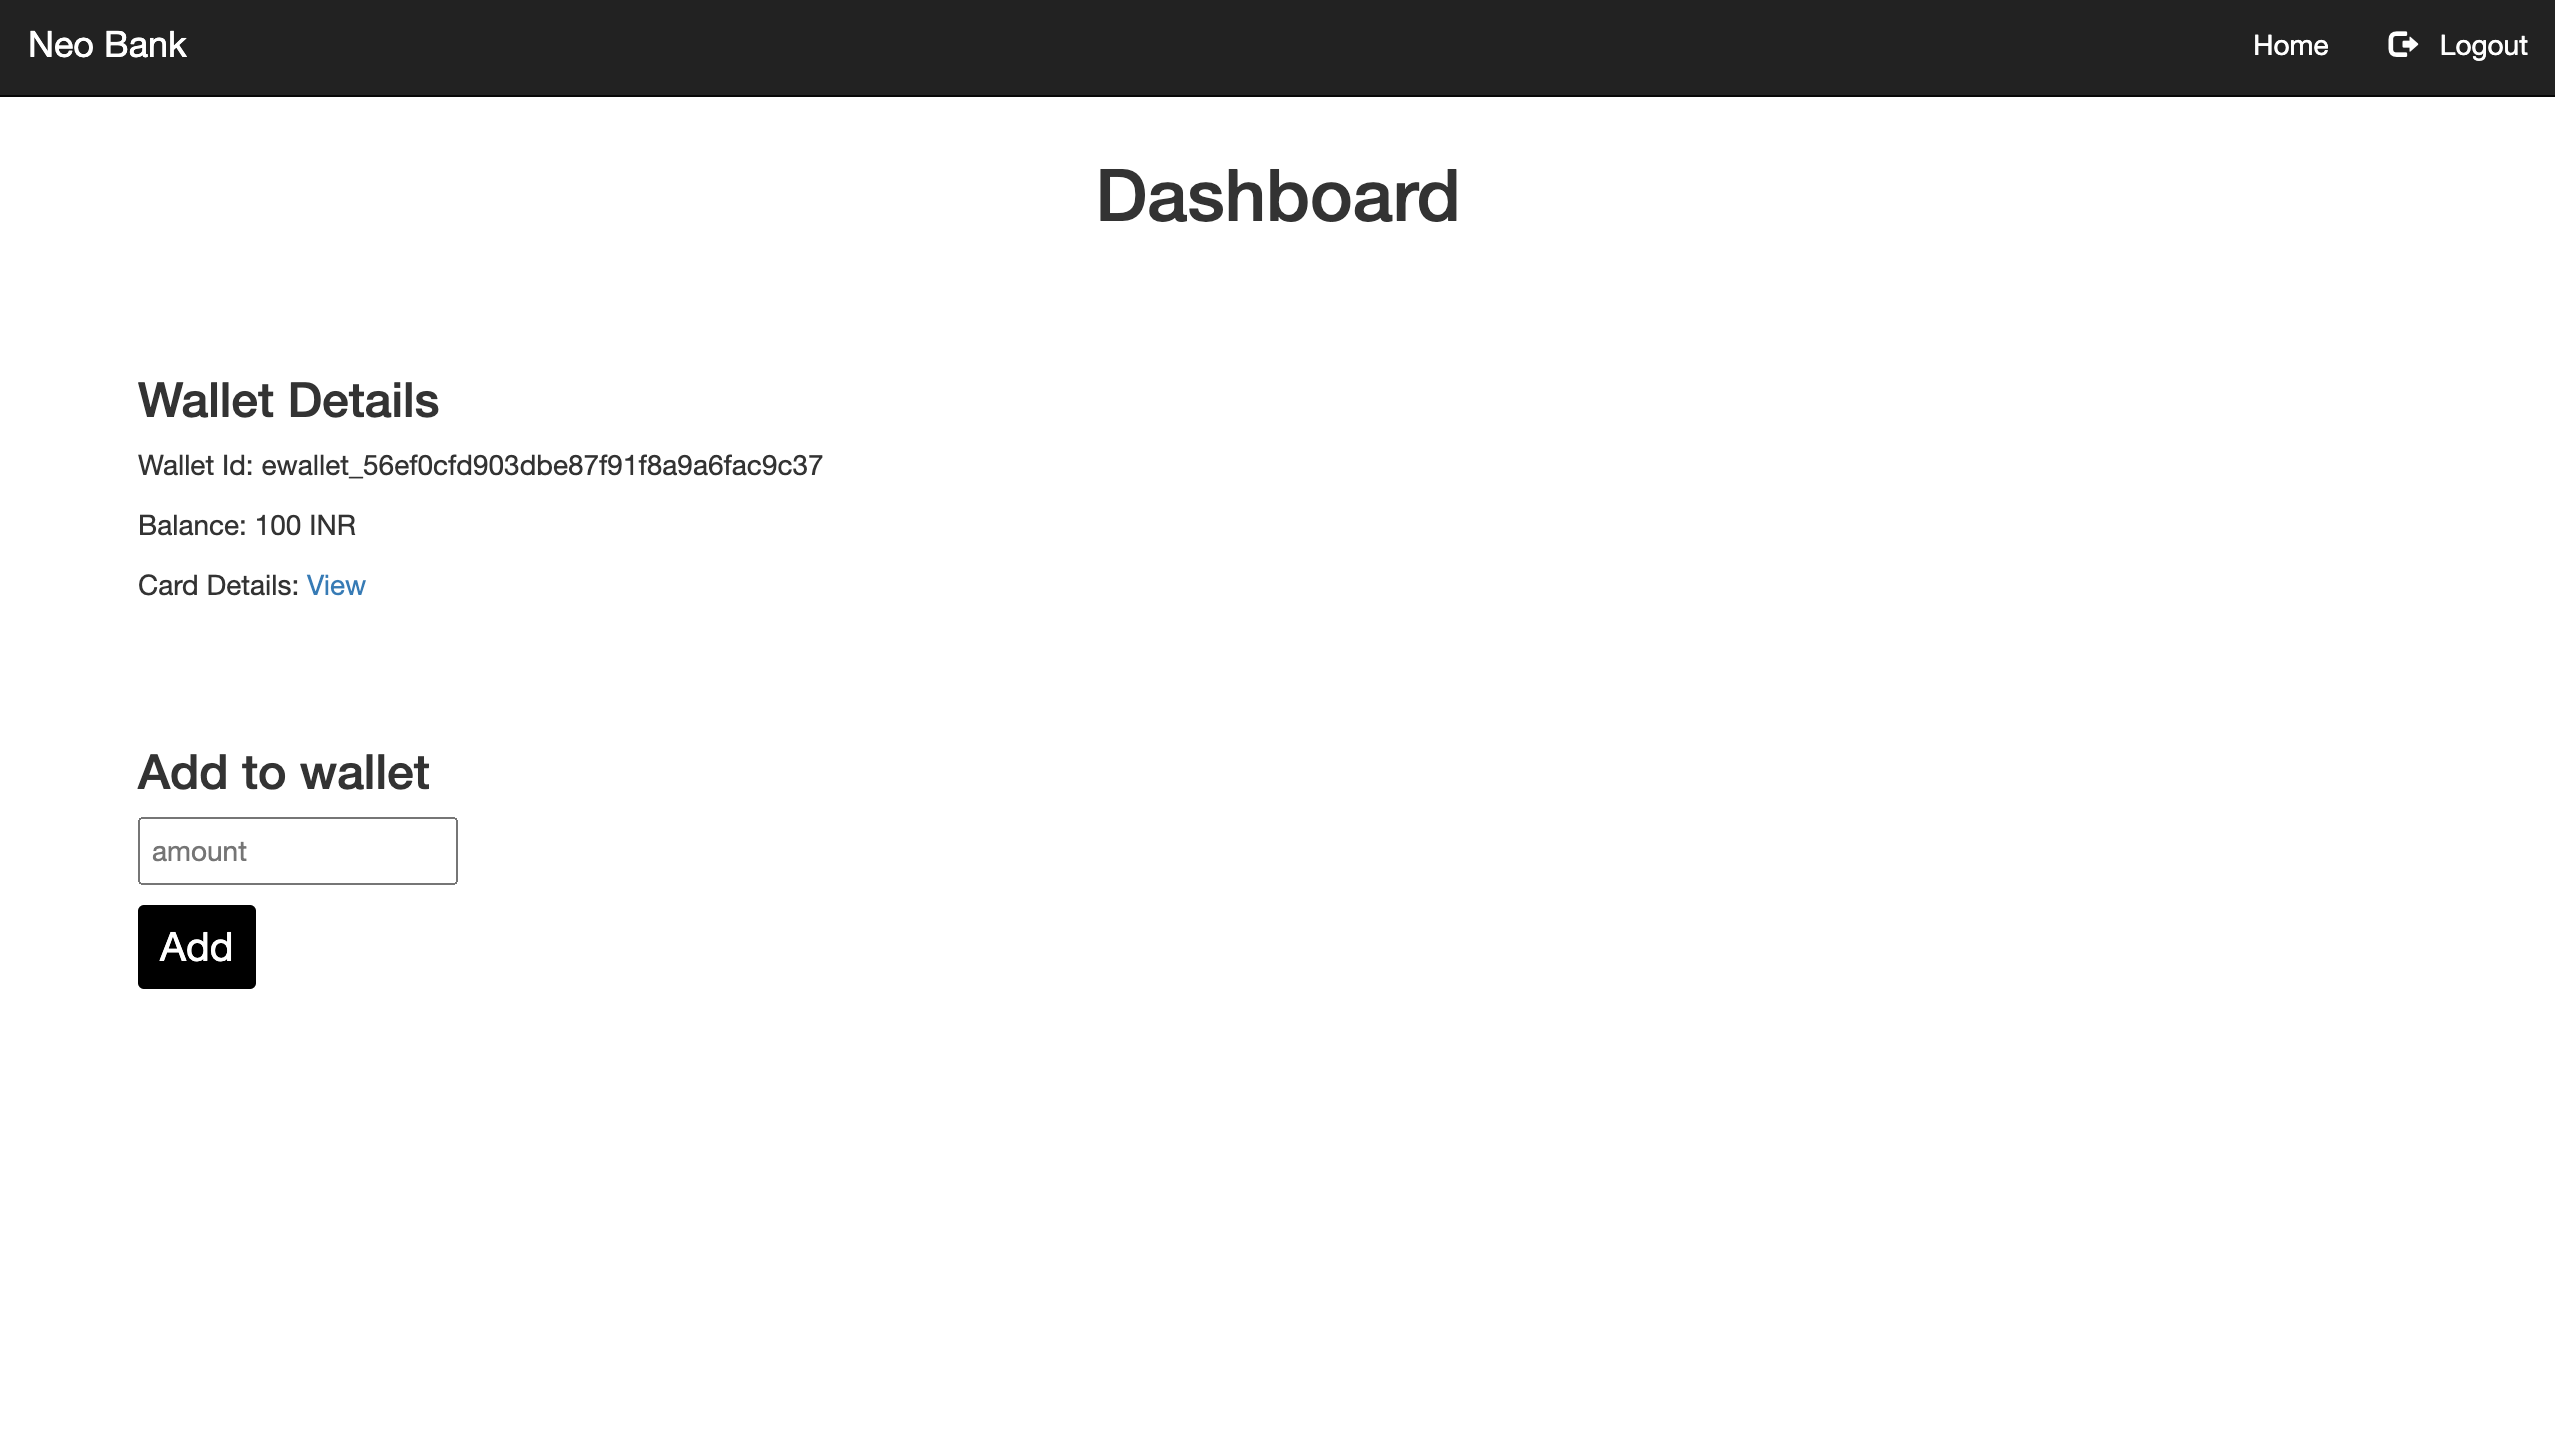 Neo Bank
Home
Logout
Dashboard
Wallet Details
Wallet Id: ewallet_56ef0cfd903dbe87f91f8a9a6fac9c37
Balance: 100 INR
Card Details: View
Add to wallet
amount
Add